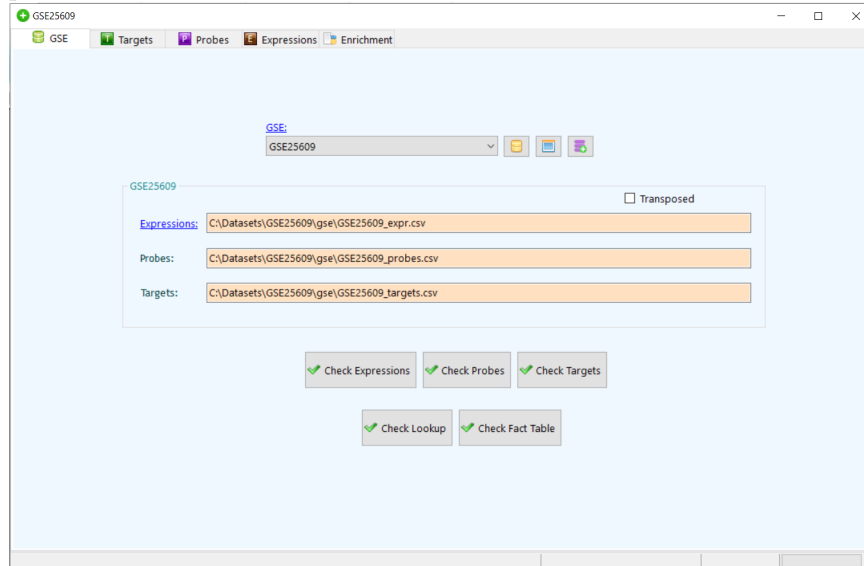 GSE25609
GSE
T Targets
P Probes
E Expressions
Enrichment
GSE:
GSE25609
GSE25609
Transposed
Expressions: C:\Datasets\GSE25609\gse\GSE25609_expr.csv
Probes: C:\Datasets\GSE25609\gse\GSE25609_probes.csv
Targets: C:\Datasets\GSE25609\gse\GSE25609_targets.csv
Check Expressions
Check Probes
Check Targets
Check Lookup
Check Fact Table